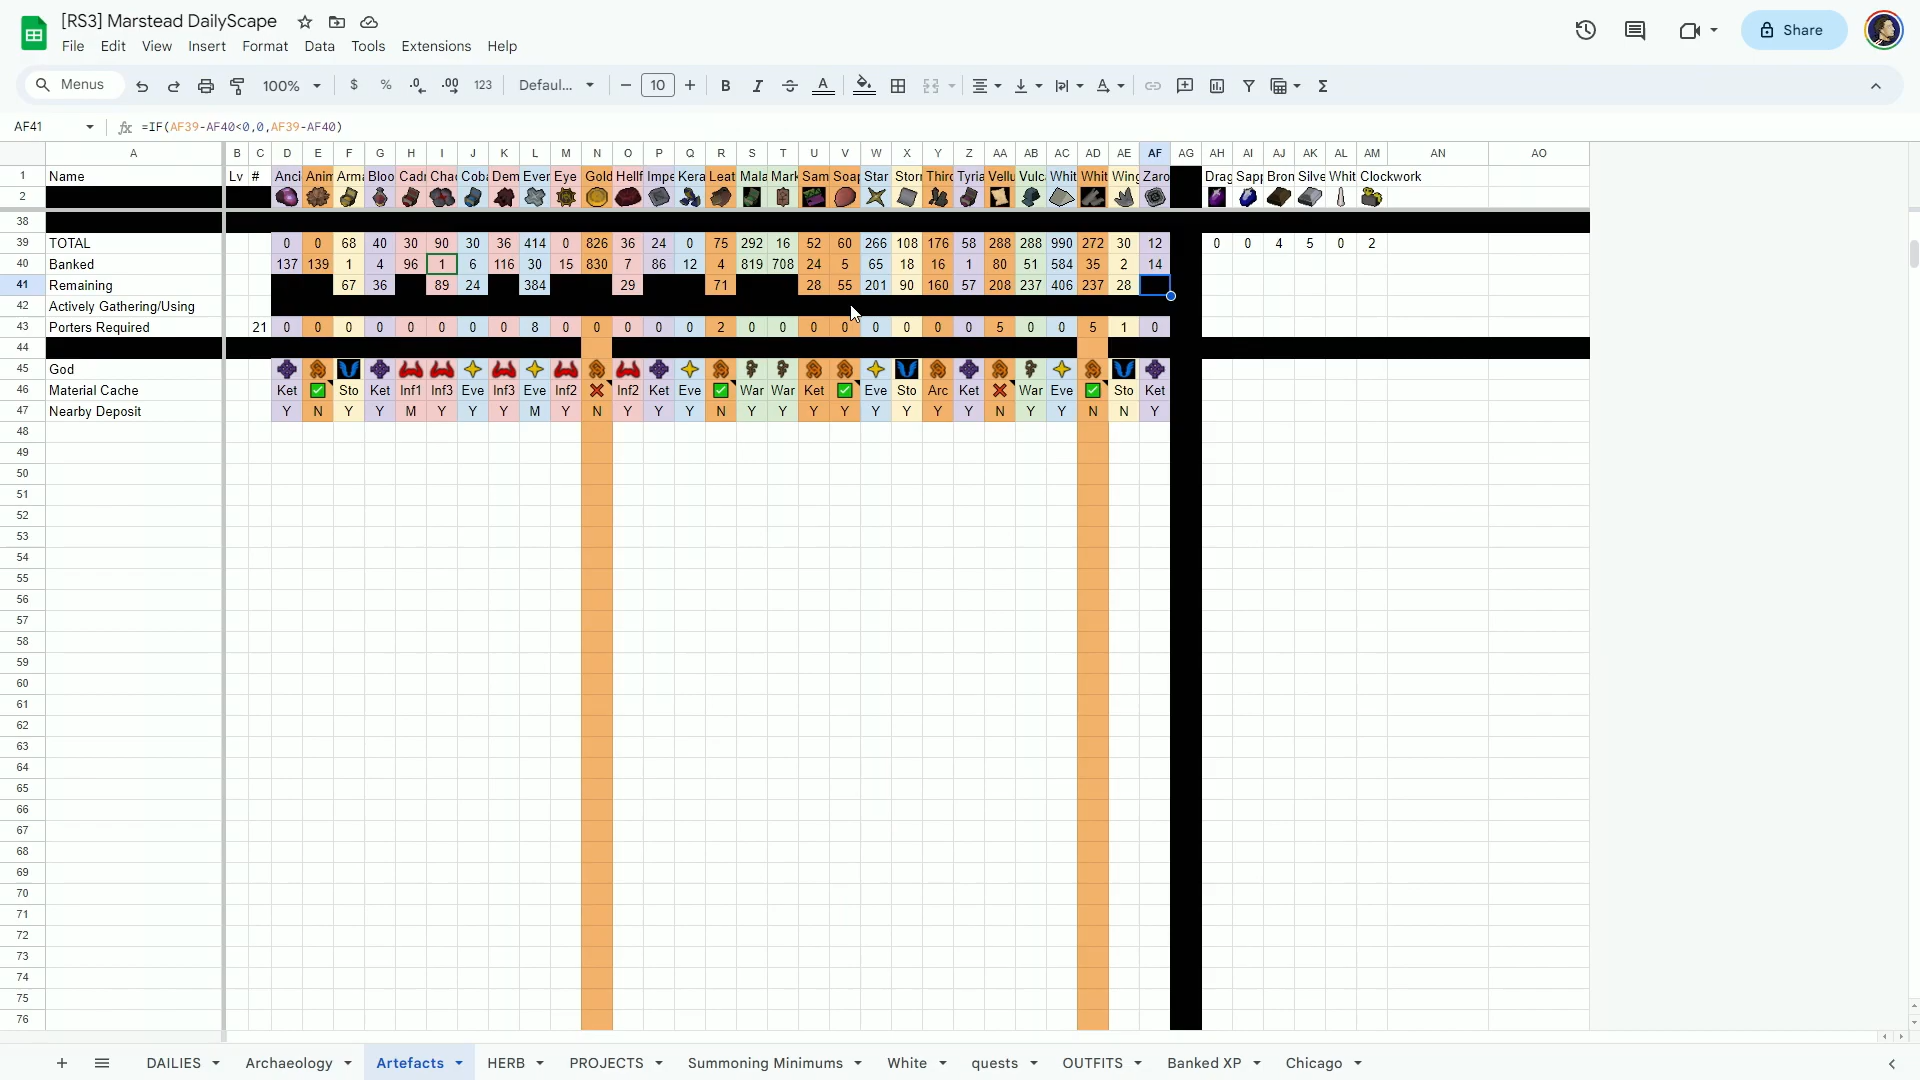 [RS3] Marstead DailyScape
File Edit View Insert Format Data Tools Extensions Help
Share
Menus 100% $ % .0 .00 123 Defaul... 10 B I A
AF41 fx =IF(AF39-AF40<0,0,AF39-AF40)
A B C D E F G H I J K L M N O P Q R S T U V W X Y Z AA AB AC AD AE AF AG AH AI AJ AK AL AM AN AO
1 Name Lv # Anci Anim Arma Bloo Cadr Chao Coba Dem Ever Eye Gold Hellf Impe Kera Leat Mala Mark Sam Soap Star Storr Third Tyria Vellu Vulc Whit Whit Wing Zaro Drag Sapp Bron Silve Whit Clockwork
2
38
39 TOTAL 0 0 68 40 30 90 30 36 414 0 826 36 24 0 75 292 16 52 60 266 108 176 58 288 288 990 272 30 12 0 0 4 5 0 2
40 Banked 137 139 1 4 96 1 6 116 30 15 830 7 86 12 4 819 708 24 5 65 18 16 1 80 51 584 35 2 14
41 Remaining 67 36 89 24 384 29 71 28 55 201 90 160 57 208 237 406 237 28
42 Actively Gathering/Using
43 Porters Required 21 0 0 0 0 0 0 0 0 8 0 0 0 0 0 2 0 0 0 0 0 0 0 0 5 0 0 5 1 0
44
45 God
46 Material Cache Ket Sto Ket Inf1 Inf3 Eve Inf3 Eve Inf2 Inf2 Ket Eve War War Ket Eve Sto Arc Ket War Eve Sto Ket
47 Nearby Deposit Y N Y Y M Y Y Y M Y N Y Y Y N Y Y Y Y Y Y Y Y N Y Y N N Y
48
49
50
51
52
53
54
55
56
57
58
59
60
61
62
63
64
65
66
67
68
69
70
71
72
73
74
75
76
DAILIES Archaeology Artefacts HERB PROJECTS Summoning Minimums White quests OUTFITS Banked XP Chicago